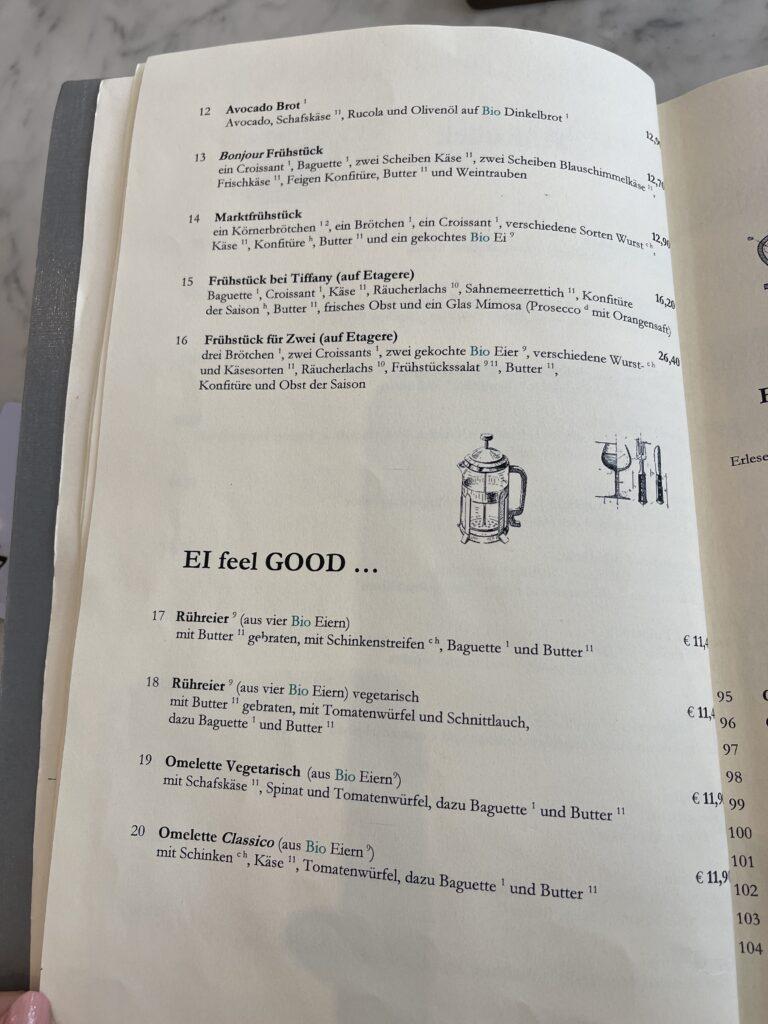 12 Avocado Brot ¹
Avocado, Schafskäse ¹¹, Rucola und Olivenöl auf Bio Dinkelbrot ¹
13 Bonjour Frühstück
ein Croissant ¹, Baguette ¹, zwei Scheiben Käse ¹¹, zwei Scheiben Blauschimmelkäse ¹¹, 12,70
Frischkäse ¹¹, Feigen Konfitüre, Butter ¹¹ und Weintrauben
14 Marktfrühstück
ein Körnerbrötchen ¹ ², ein Brötchen ¹, ein Croissant ¹, verschiedene Sorten Wurst ᶜ ʰ, 12,90
Käse ¹¹, Konfitüre ʰ, Butter ¹¹ und ein gekochtes Bio Ei ⁹
15 Frühstück bei Tiffany (auf Etagere)
Baguette ¹, Croissant ¹, Käse ¹¹, Räucherlachs ¹⁰, Sahnemeerrettich ¹¹, Konfitüre 16,20
der Saison ʰ, Butter ¹¹, frisches Obst und ein Glas Mimosa (Prosecco ᵈ mit Orangensaft)
16 Frühstück für Zwei (auf Etagere)
drei Brötchen ¹, zwei Croissants ¹, zwei gekochte Bio Eier ⁹, verschiedene Wurst- ᶜ ʰ 26,40
und Käsesorten ¹¹, Räucherlachs ¹⁰, Frühstückssalat ⁹ ¹¹, Butter ¹¹,
Konfitüre und Obst der Saison
EI feel GOOD ...
17 Rühreier ⁹ (aus vier Bio Eiern)
mit Butter ¹¹ gebraten, mit Schinkenstreifen ᶜ ʰ, Baguette ¹ und Butter ¹¹ € 11,4
18 Rühreier ⁹ (aus vier Bio Eiern) vegetarisch
mit Butter ¹¹ gebraten, mit Tomatenwürfel und Schnittlauch, € 11,4
dazu Baguette ¹ und Butter ¹¹
19 Omelette Vegetarisch (aus Bio Eiern⁹)
mit Schafskäse ¹¹, Spinat und Tomatenwürfel, dazu Baguette ¹ und Butter ¹¹ € 11,9
20 Omelette Classico (aus Bio Eiern ⁹)
mit Schinken ᶜ ʰ, Käse ¹¹, Tomatenwürfel, dazu Baguette ¹ und Butter ¹¹ € 11,9
Erlese
95
96
97
98
99
100
101
102
103
104